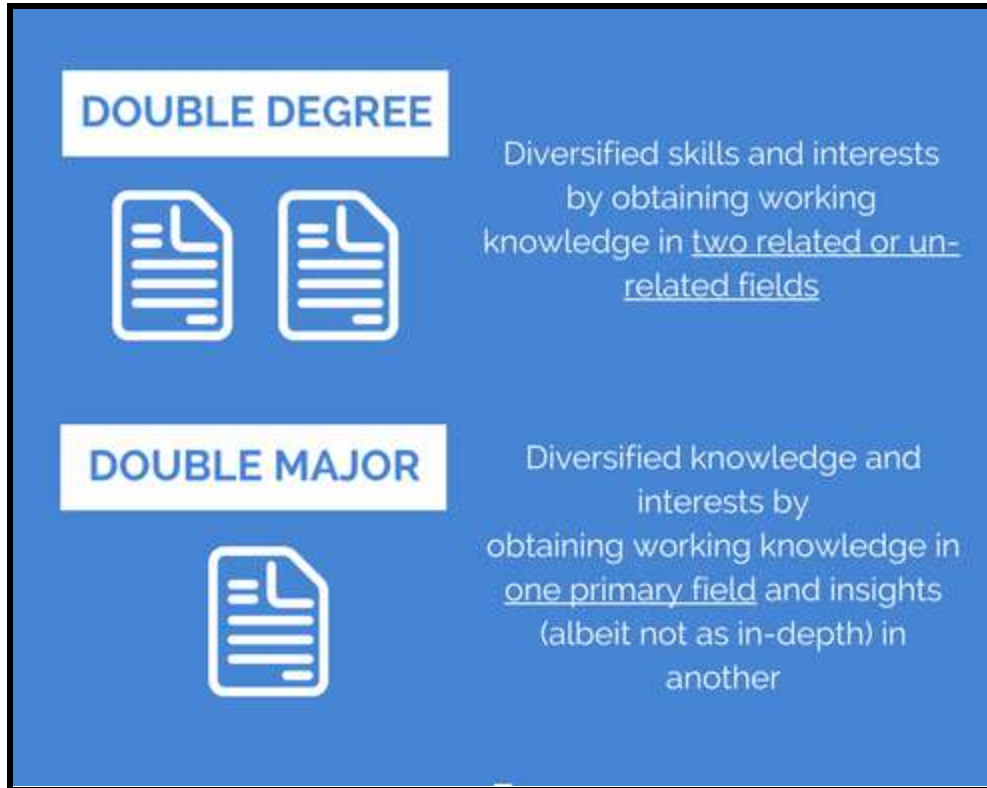 DOUBLE DEGREE
Diversified skills and interests
by obtaining working
knowledge in two related or un-
related fields
DOUBLE MAJOR
Diversified knowledge and
interests by
obtaining working knowledge in
one primary field and insights
(albeit not as in-depth) in
another